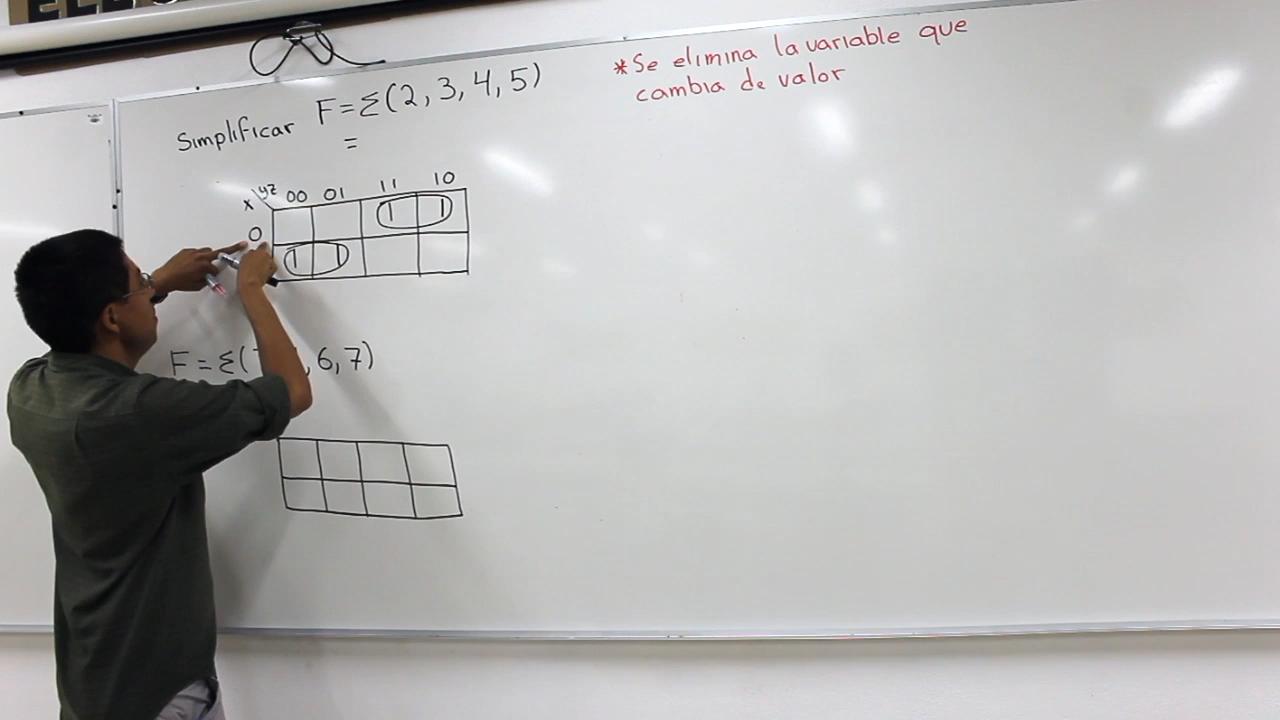 Simplificar F=Σ(2,3,4,5)
=
*Se elimina la variable que
cambia de valor
x yz 00 01 11 10
0 1 1
1 1
F=Σ( ,6,7)